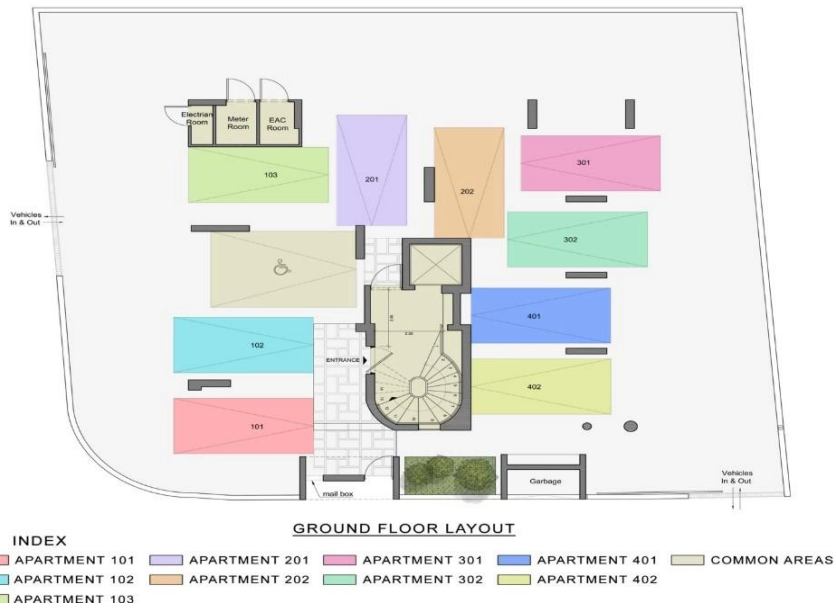 Electrian
Room
Meter
Room
EAC
Room
103
201
202
301
302
Vehicles
In & Out
401
102
ENTRANCE
402
101
mail box
Garbage
Vehicles
In & Out
GROUND FLOOR LAYOUT
INDEX
APARTMENT 101
APARTMENT 201
APARTMENT 301
APARTMENT 401
COMMON AREAS
APARTMENT 102
APARTMENT 202
APARTMENT 302
APARTMENT 402
APARTMENT 103